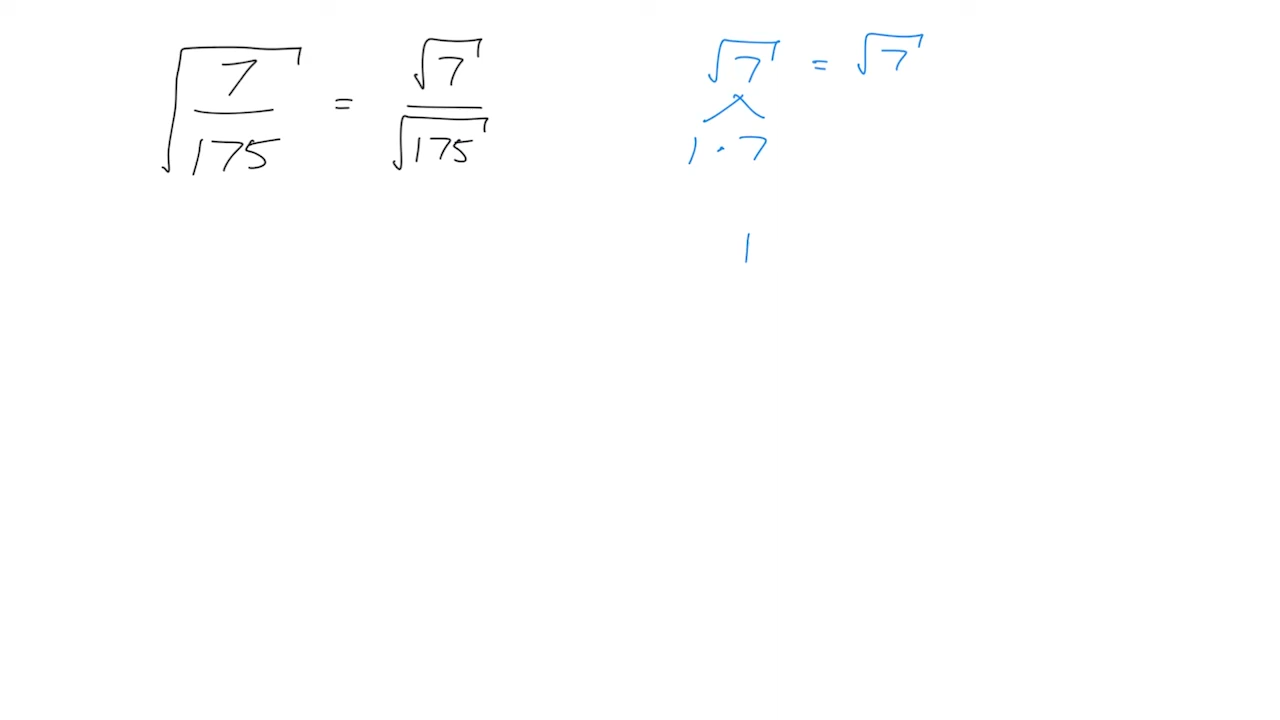 √(7/175) = √7/√175
√7 = √7
1 · 7
1